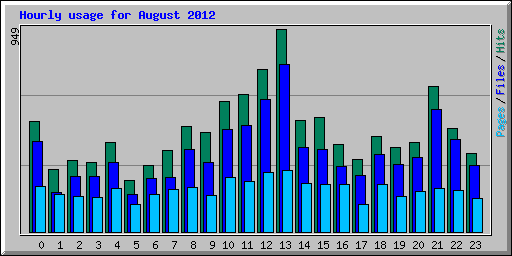 Hourly usage for August 2012
949
Pages / Files / Hits
0 1 2 3 4 5 6 7 8 9 10 11 12 13 14 15 16 17 18 19 20 21 22 23